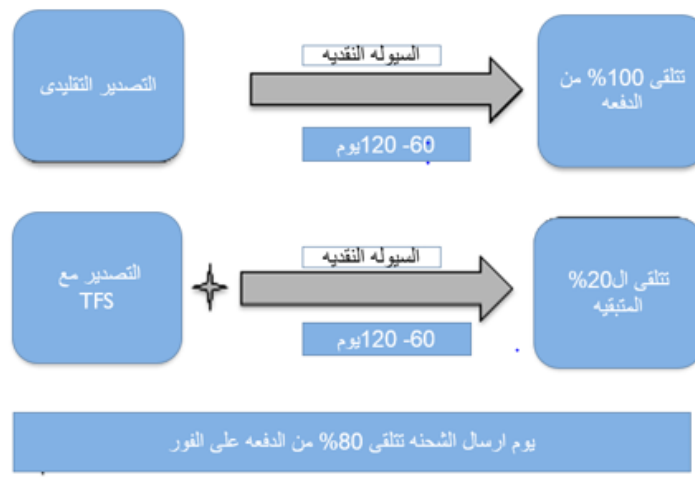 التصدير التقليدى
السيوله النقديه
60- 120يوم
تتلقى 100% من
الدفعه
التصدير مع
TFS
السيوله النقديه
60- 120يوم
تتلقى ال20%
المتبقيه
يوم ارسال الشحنه تتلقى 80% من الدفعه على الفور